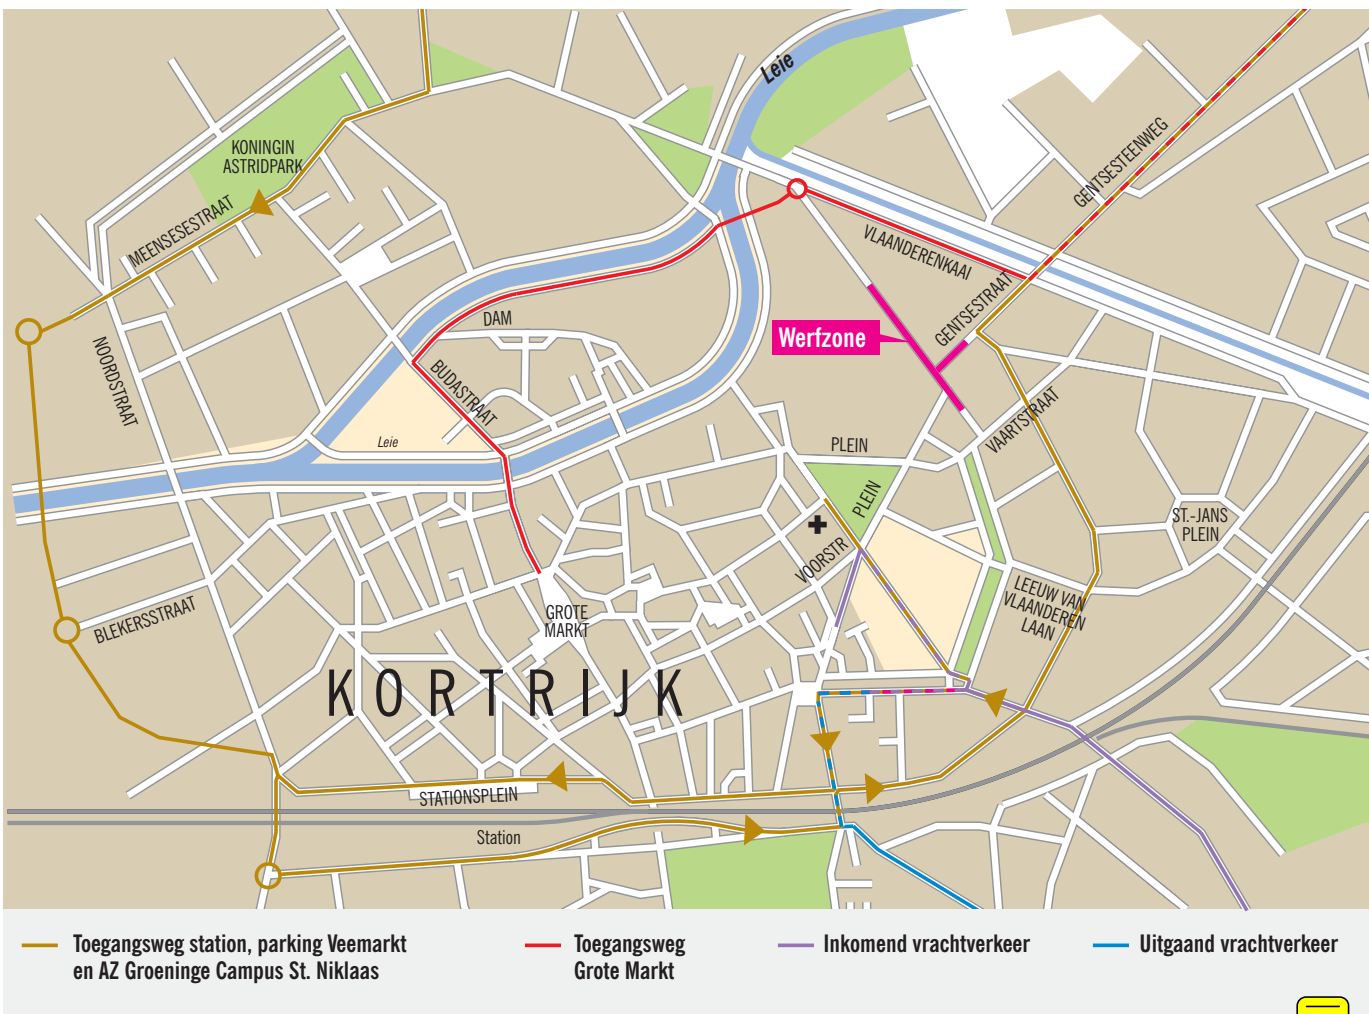 Leie
KONINGIN
ASTRIDPARK
MEENSESTRAAT
GENTSESTEENWEG
VLAANDERENKAAI
GENTSESTRAAT
DAM
Werfzone
NOORDSTRAAT
BUDASTRAAT
VAARTSTRAAT
Leie
PLEIN
PLEIN
ST.-JANS
PLEIN
VOORSTR
LEEUW VAN
VLAANDEREN
LAAN
BLEKERSSTRAAT
GROTE
MARKT
KORTRIJK
STATIONSPLEIN
Station
Toegangsweg station, parking Veemarkt
en AZ Groeninge Campus St. Niklaas
Toegangsweg
Grote Markt
Inkomend vrachtverkeer
Uitgaand vrachtverkeer